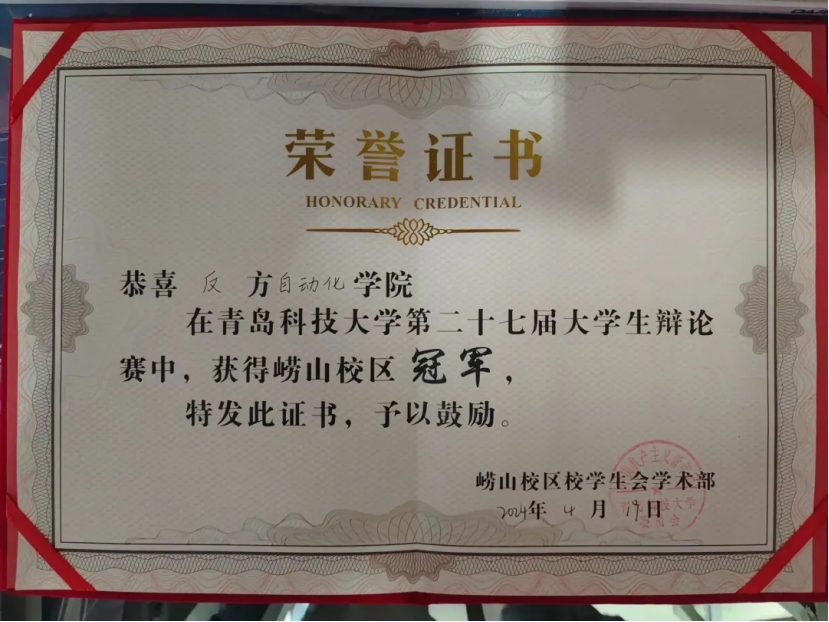 荣誉证书
HONORARY CREDENTIAL
恭喜 反 方自动化学院
在青岛科技大学第二十七届大学生辩论
赛中，获得崂山校区 冠军，
特发此证书，予以鼓励。
崂山校区校学生会学术部
2024年 4 月 19日